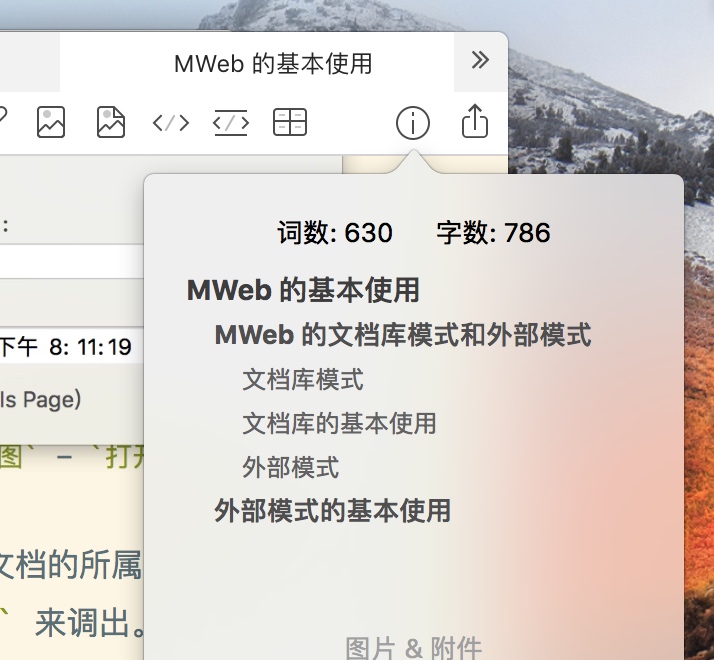 MWeb 的基本使用
:
词数: 630 字数: 786
MWeb 的基本使用
MWeb 的文档库模式和外部模式
下午 8: 11:19
文档库模式
ls Page)
文档库的基本使用
图` - `打开
外部模式
外部模式的基本使用
文档的所属
` 来调出。
图片 & 附件